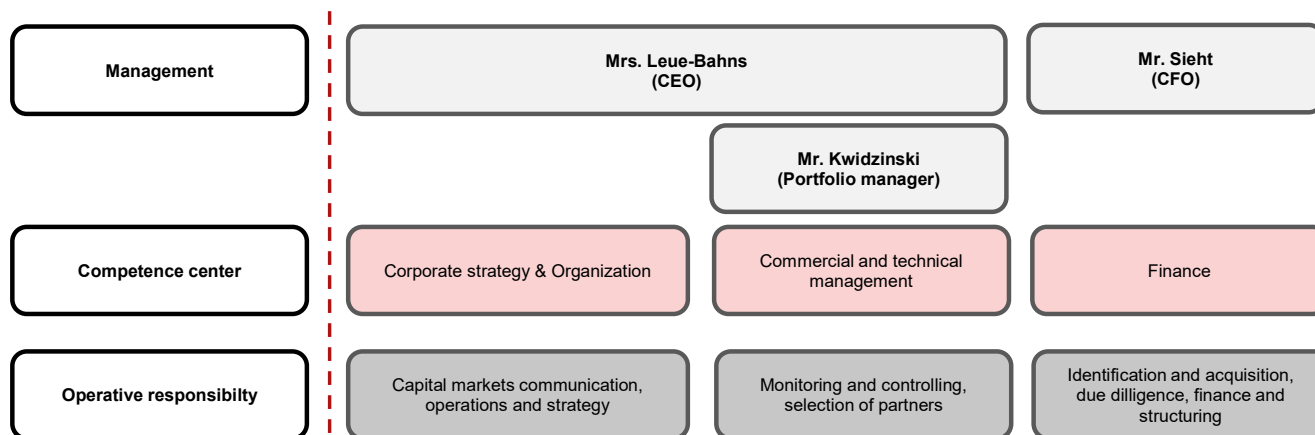 Management
Mrs. Leue-Bahns
(CEO)
Mr. Sieht
(CFO)
Mr. Kwidzinski
(Portfolio manager)
Competence center
Corporate strategy & Organization
Commercial and technical
management
Finance
Operative responsibilty
Capital markets communication,
operations and strategy
Monitoring and controlling,
selection of partners
Identification and acquisition,
due dilligence, finance and
structuring